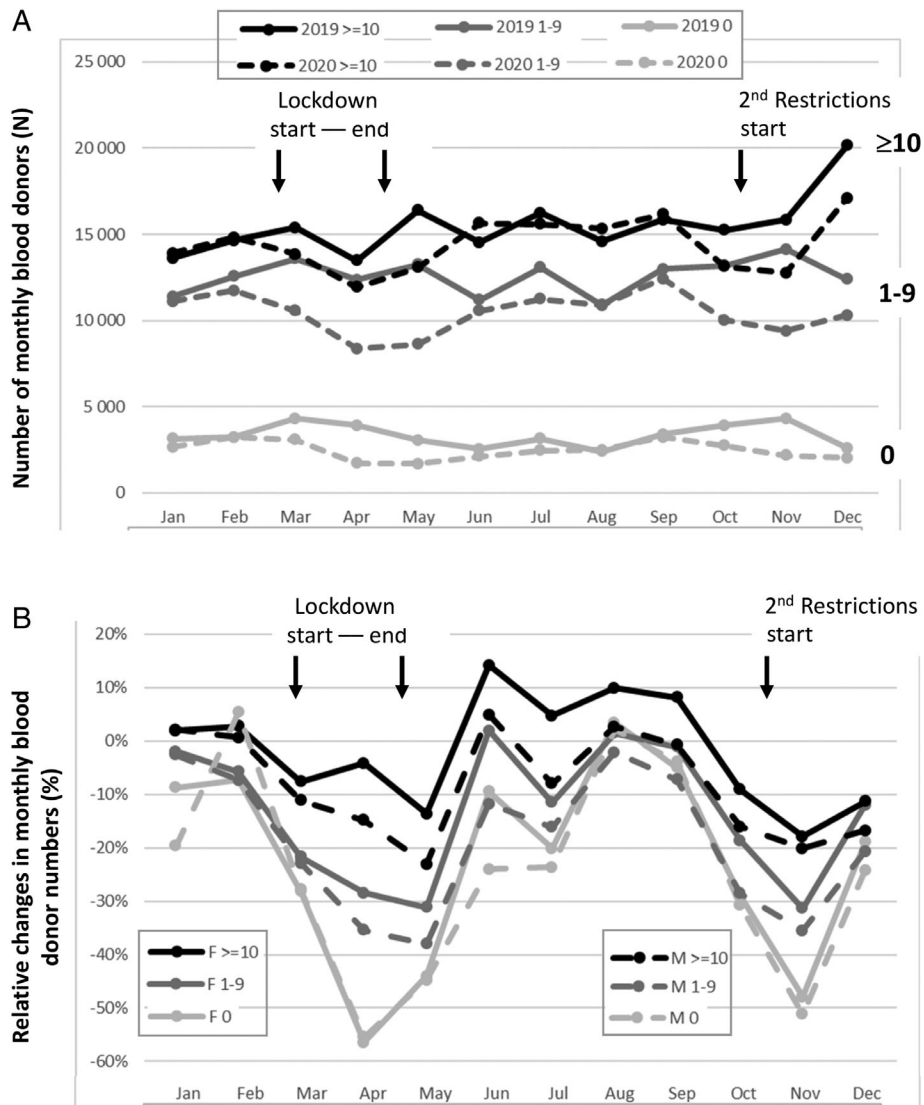 A
2019 >=10 2019 1-9 2019 0
2020 >=10 2020 1-9 2020 0
Number of monthly blood donors (N)
25 000
20 000
15 000
10 000
5 000
0
Lockdown
start — end
2nd Restrictions
start
≥10
1-9
0
Jan Feb Mar Apr May Jun Jul Aug Sep Oct Nov Dec
B
Relative changes in monthly blood
donor numbers (%)
20%
10%
0%
-10%
-20%
-30%
-40%
-50%
-60%
Lockdown
start — end
2nd Restrictions
start
F >=10
F 1-9
F 0
M >=10
M 1-9
M 0
Jan Feb Mar Apr May Jun Jul Aug Sep Oct Nov Dec